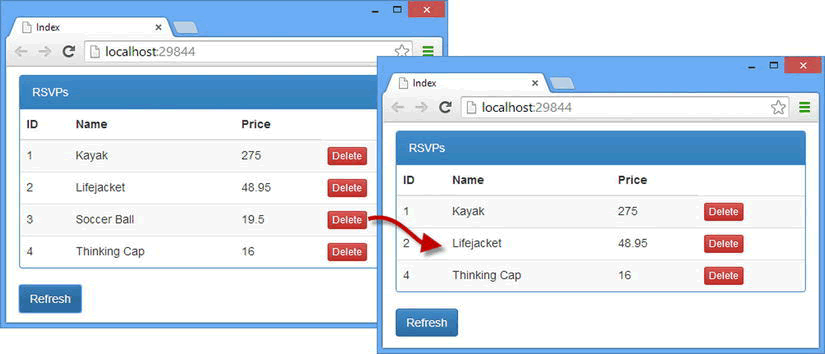 Index
localhost:29844
RSVPs
ID Name Price
1 Kayak 275 Delete
2 Lifejacket 48.95 Delete
3 Soccer Ball 19.5 Delete
4 Thinking Cap 16 Delete
Refresh
Index
localhost:29844
RSVPs
ID Name Price
1 Kayak 275 Delete
2 Lifejacket 48.95 Delete
4 Thinking Cap 16 Delete
Refresh